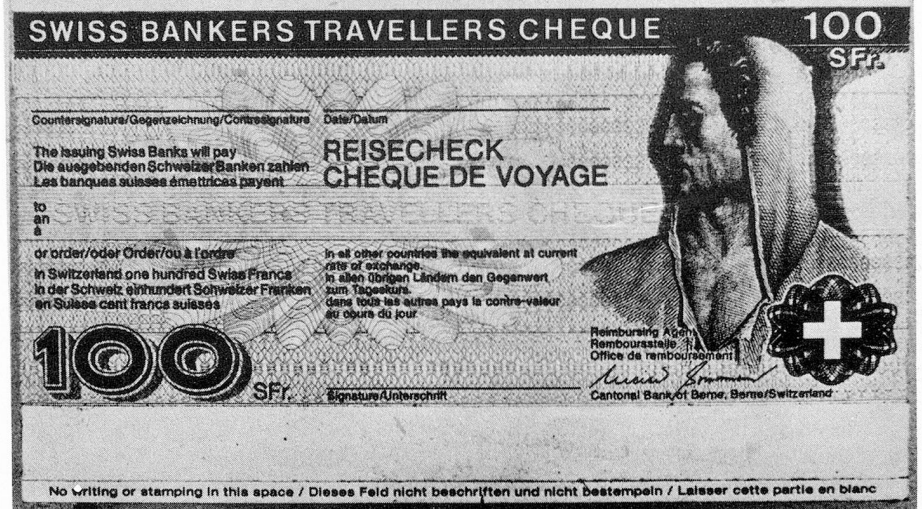 SWISS BANKERS TRAVELLERS CHEQUE 100
SFr.
Countersignature/Gegenzeichnung/Contresignature Date/Datum
The issuing Swiss Banks will pay
Die ausgebenden Schweizer Banken zahlen
Les banques suisses émettrices payent
REISECHECK
CHEQUE DE VOYAGE
to
an
à
SWISS BANKERS TRAVELLERS CHEQUE
or order/oder Order/ou à l'ordre
in Switzerland one hundred Swiss Francs
in der Schweiz einhundert Schweizer Franken
en Suisse cent francs suisses
in all other countries the equivalent at current
rate of exchange.
in allen übrigen Ländern den Gegenwert
zum Tageskurs.
dans tous les autres pays la contre-valeur
au cours du jour
Reimbursing Agent
Remboursstelle
Office de remboursement
100 SFr.
Signature/Unterschrift
Cantonal Bank of Berne, Berne/Switzerland
No writing or stamping in this space / Dieses Feld nicht beschriften und nicht bestempeln / Laisser cette partie en blanc